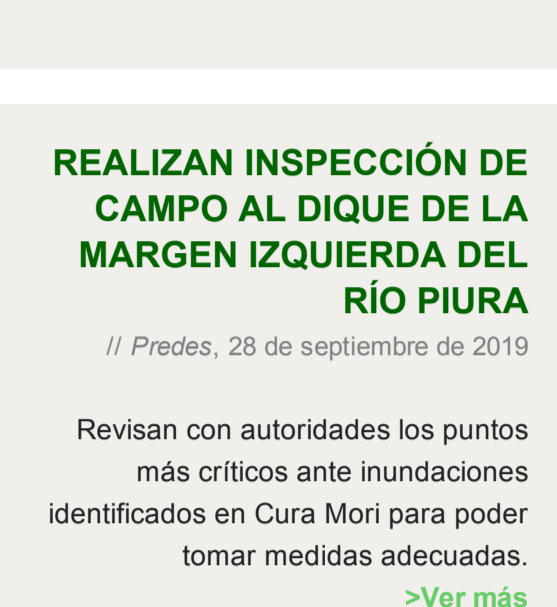 REALIZAN INSPECCIÓN DE
CAMPO AL DIQUE DE LA
MARGEN IZQUIERDA DEL
RÍO PIURA
// Predes, 28 de septiembre de 2019
Revisan con autoridades los puntos
más críticos ante inundaciones
identificados en Cura Mori para poder
tomar medidas adecuadas.
>Ver más